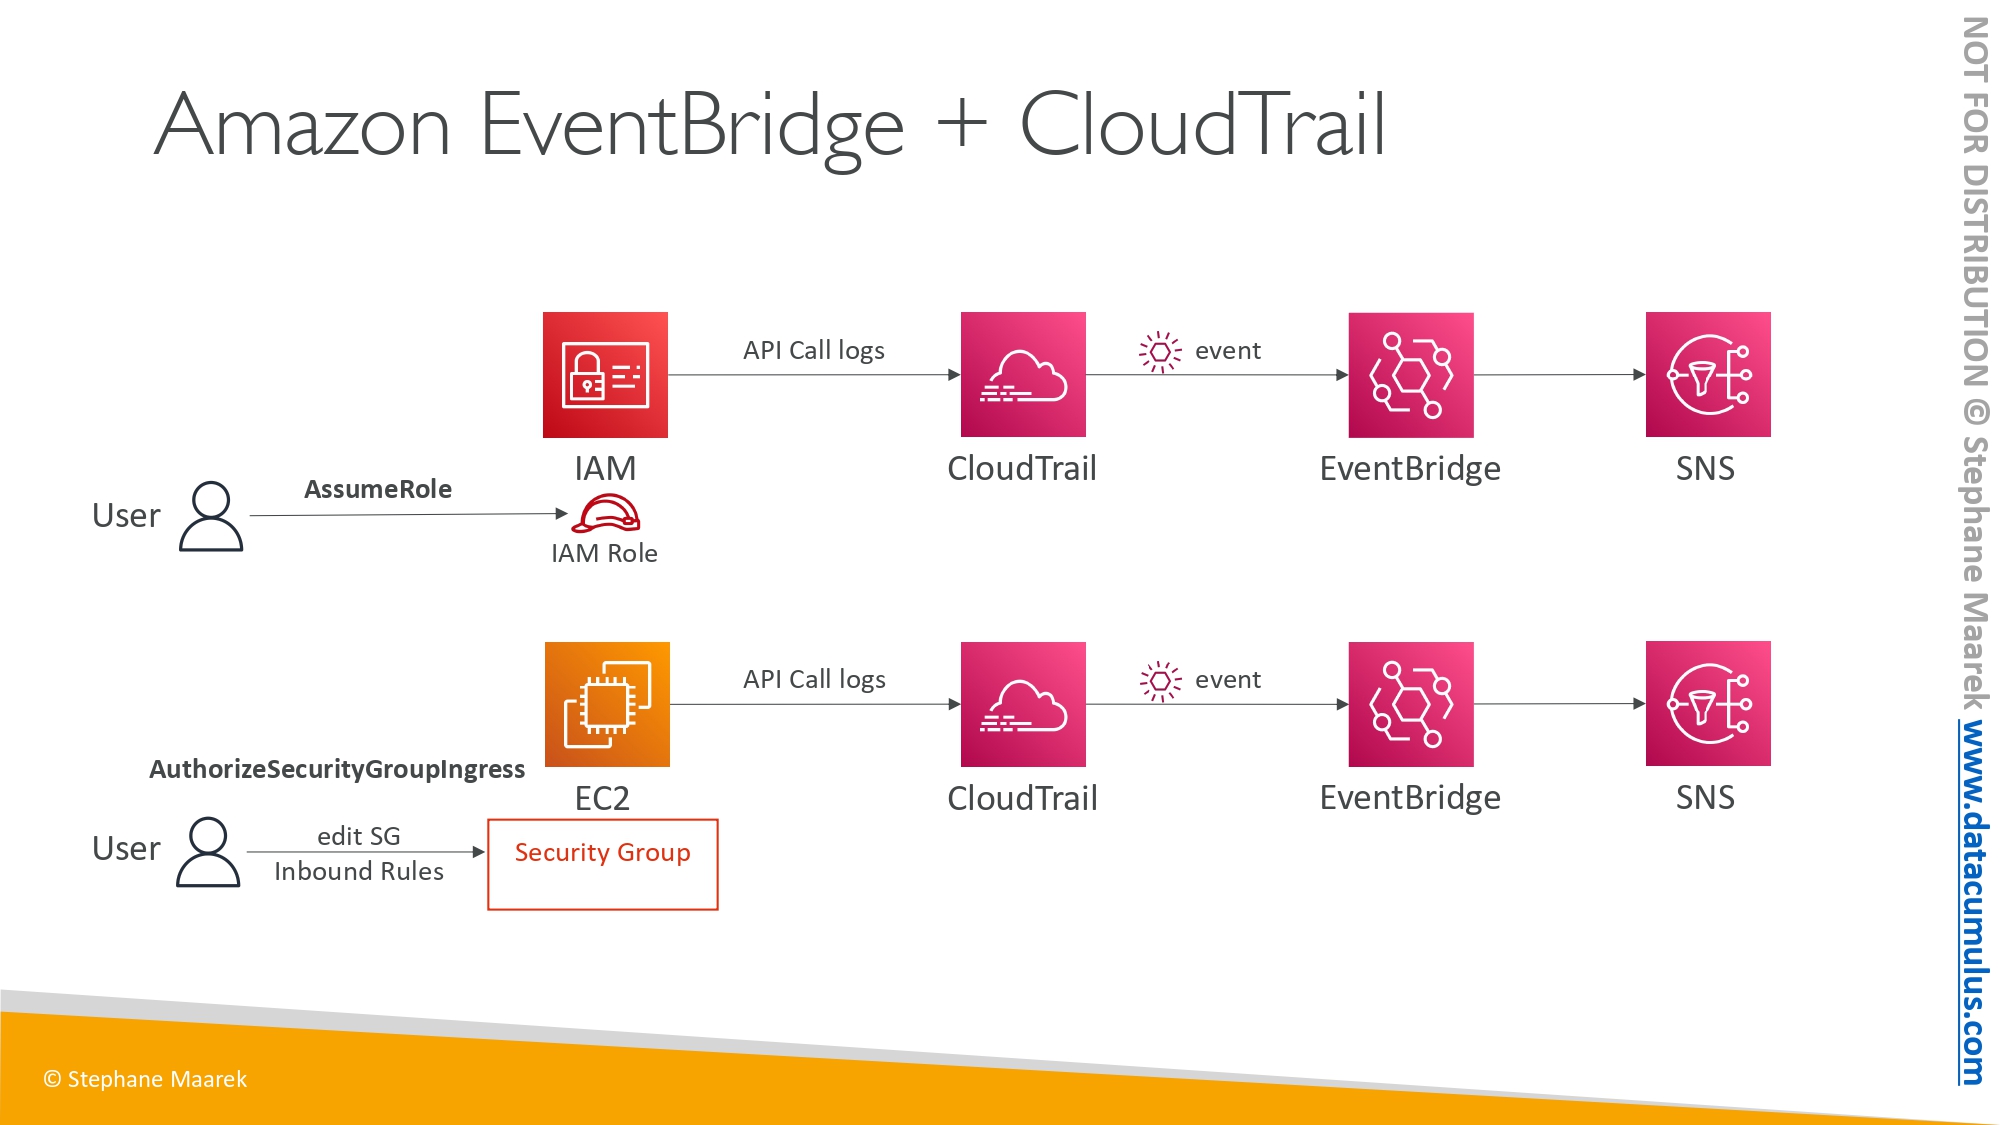 Amazon EventBridge + CloudTrail
API Call logs
event
IAM
CloudTrail
EventBridge
SNS
User
AssumeRole
IAM Role
API Call logs
event
AuthorizeSecurityGroupIngress
EC2
CloudTrail
EventBridge
SNS
User
edit SG
Inbound Rules
Security Group
© Stephane Maarek
NOT FOR DISTRIBUTION © Stephane Maarek www.datacumulus.com